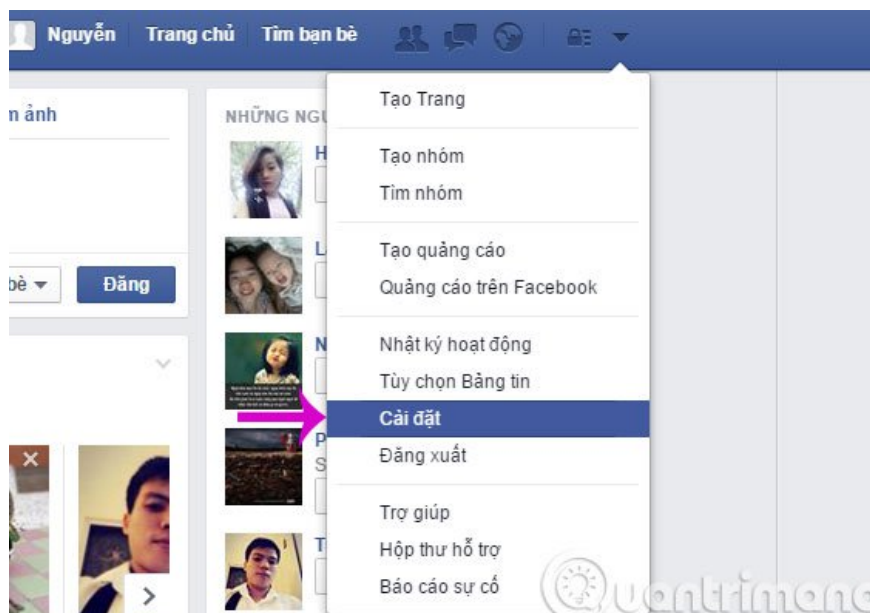 Nguyễn Trang chủ Tìm bạn bè
m ảnh
bè
Đăng
NHỮNG NGƯ
H
L
N
P
S
T
Tạo Trang
Tạo nhóm
Tìm nhóm
Tạo quảng cáo
Quảng cáo trên Facebook
Nhật ký hoạt động
Tùy chọn Bảng tin
Cài đặt
Đăng xuất
Trợ giúp
Hộp thư hỗ trợ
Báo cáo sự cố
Quantrimang